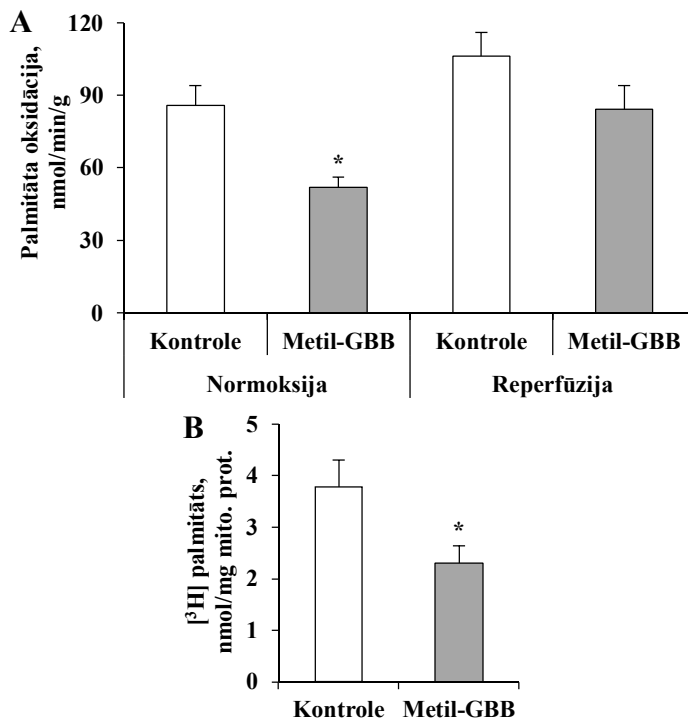 A
Palmitāta oksidācija,
nmol/min/g
120
90
60
30
0
*
Kontrole Metil-GBB Kontrole Metil-GBB
Normoksija Reperfūzija
B
[³H] palmitāts,
nmol/mg mito. prot.
5
4
3
2
1
0
*
Kontrole Metil-GBB